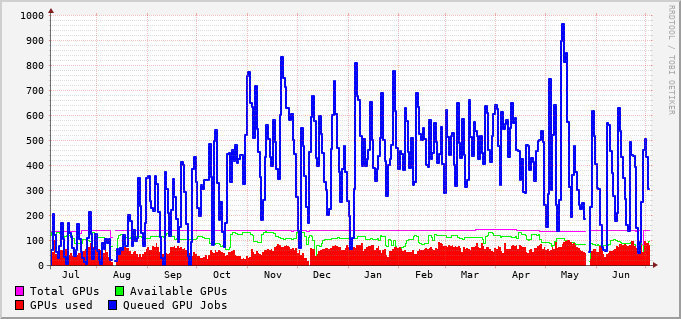 1000
900
800
700
600
500
400
300
200
100
0
Jul Aug Sep Oct Nov Dec Jan Feb Mar Apr May Jun
Total GPUs Available GPUs
GPUs used Queued GPU Jobs
RRDTOOL / TOBI OETIKER